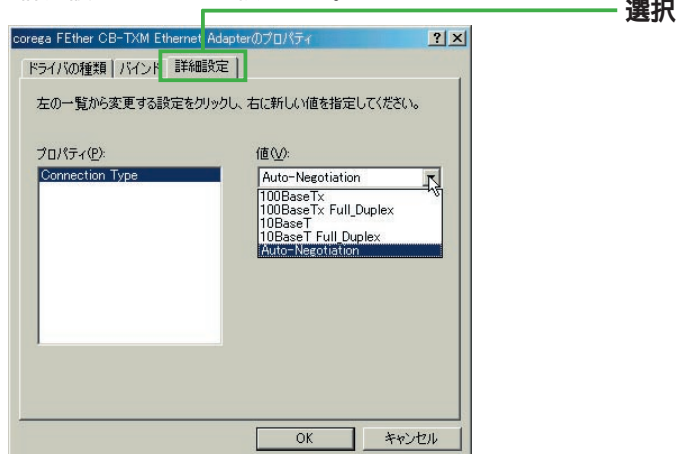 選択
corega FEther CB-TXM Ethernet Adapterのプロパティ
ドライバの種類 バインド 詳細設定
左の一覧から変更する設定をクリックし、右に新しい値を指定してください。
プロパティ(P): 値(V):
Connection Type Auto-Negotiation
100BaseTx
100BaseTx Full_Duplex
10BaseT
10BaseT Full_Duplex
Auto-Negotiation
OK キャンセル